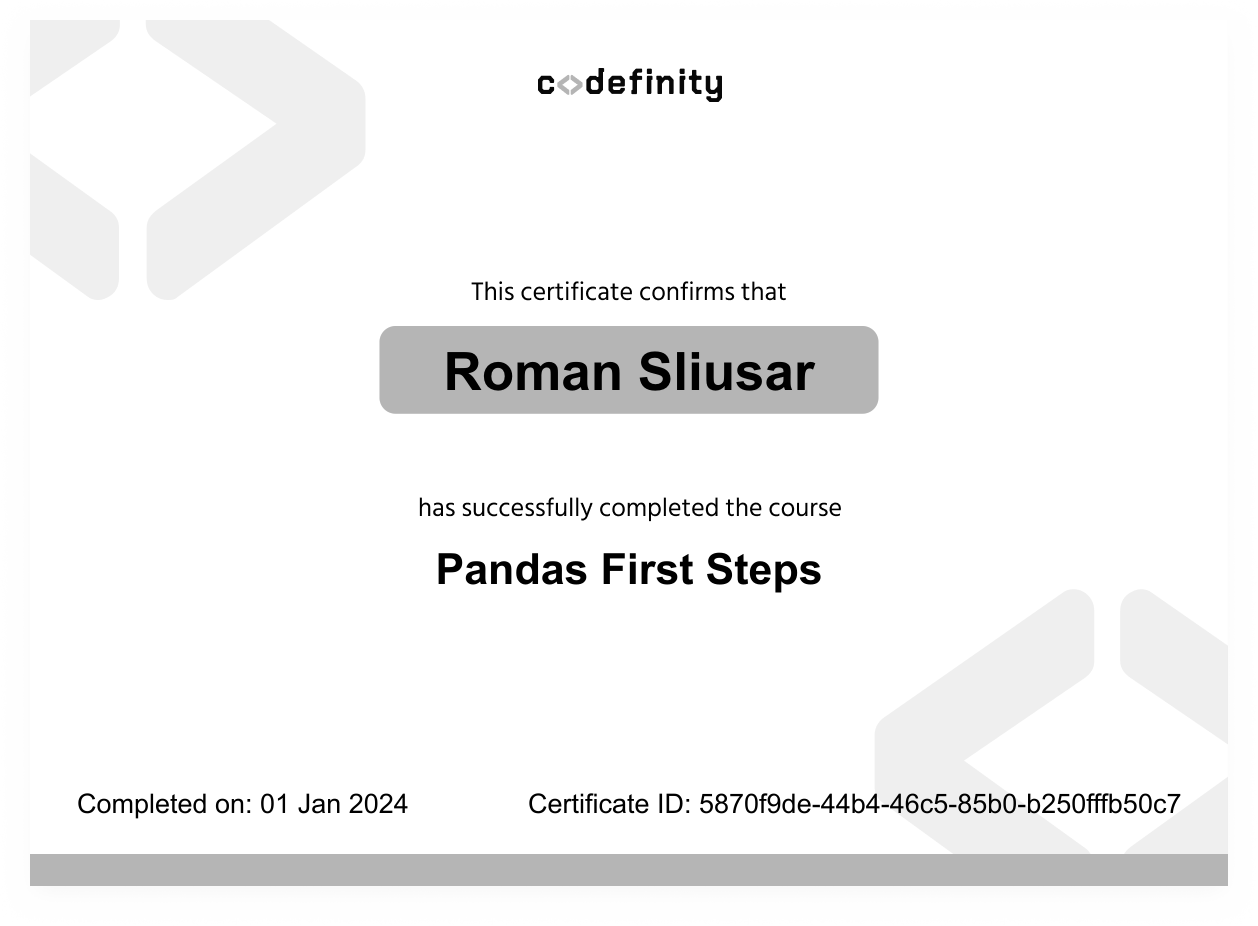 c<>definity
This certificate confirms that
Roman Sliusar
has successfully completed the course
Pandas First Steps
Completed on: 01 Jan 2024
Certificate ID: 5870f9de-44b4-46c5-85b0-b250fffb50c7